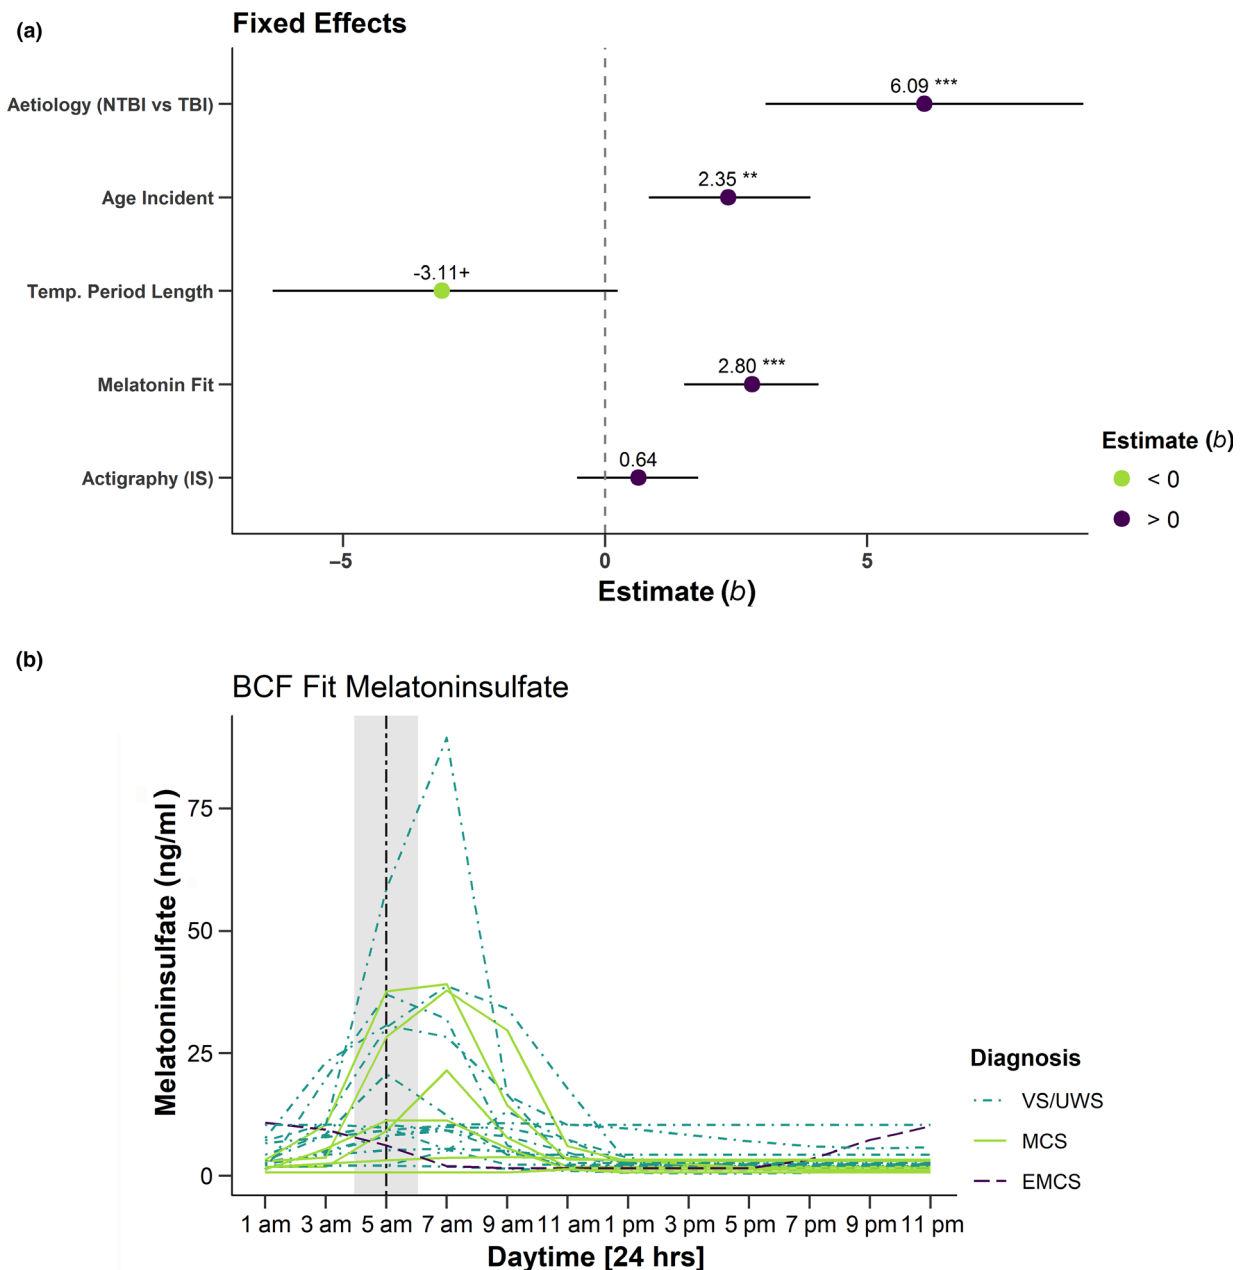 (a)
Fixed Effects
Aetiology (NTBI vs TBI)
6.09 ***
Age Incident
2.35 **
Temp. Period Length
-3.11+
Melatonin Fit
2.80 ***
Actigraphy (IS)
0.64
Estimate (b)
< 0
> 0
−5
0
5
Estimate (b)
(b)
BCF Fit Melatoninsulfate
Melatoninsulfate (ng/ml)
75
50
25
0
Diagnosis
VS/UWS
MCS
EMCS
1 am 3 am 5 am 7 am 9 am 11 am 1 pm 3 pm 5 pm 7 pm 9 pm 11 pm
Daytime [24 hrs]